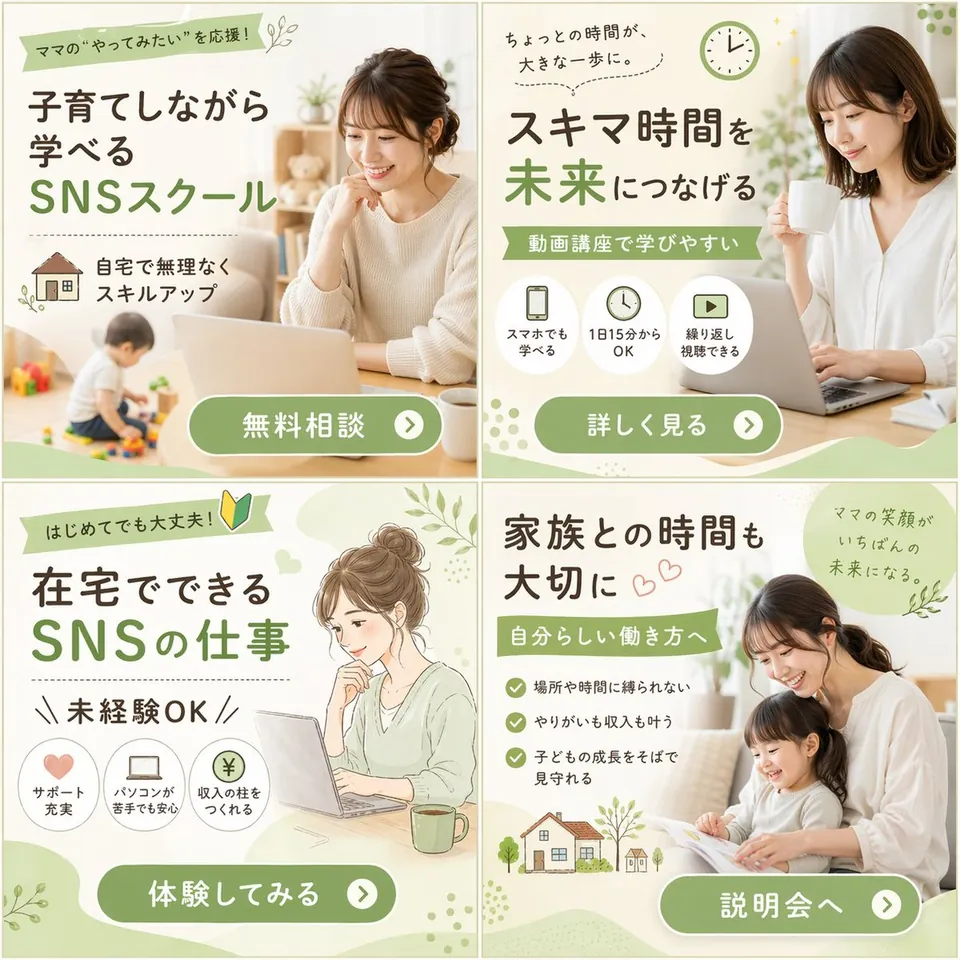 ママの“やってみたい”を応援！
子育てしながら
学べる
SNSスクール
自宅で無理なく
スキルアップ
無料相談
ちょっとの時間が、
大きな一歩に。
スキマ時間を
未来につなげる
動画講座で学びやすい
スマホでも
学べる
1日15分から
OK
繰り返し
視聴できる
詳しく見る
はじめてでも大丈夫！
在宅でできる
SNSの仕事
未経験OK
サポート
充実
パソコンが
苦手でも安心
¥
収入の柱を
つくれる
体験してみる
家族との時間も
大切に
ママの笑顔が
いちばんの
未来になる。
自分らしい働き方へ
場所や時間に縛られない
やりがいも収入も叶う
子どもの成長をそばで
見守れる
説明会へ